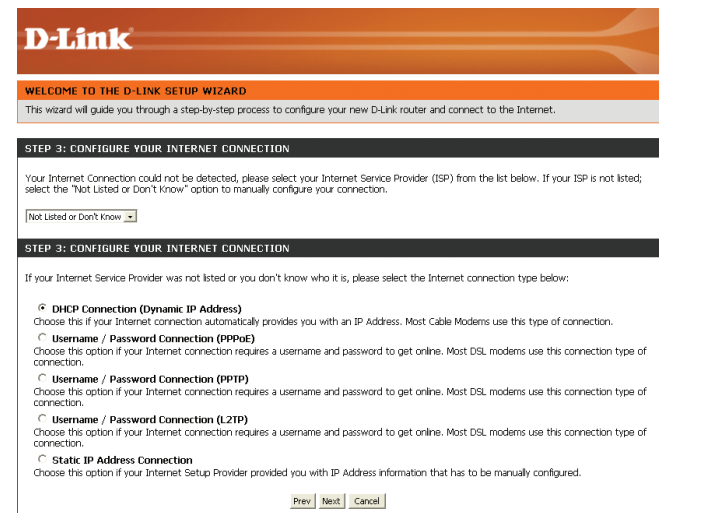 D-Link
WELCOME TO THE D-LINK SETUP WIZARD
This wizard will guide you through a step-by-step process to configure your new D-Link router and connect to the Internet.
STEP 3: CONFIGURE YOUR INTERNET CONNECTION
Your Internet Connection could not be detected, please select your Internet Service Provider (ISP) from the list below. If your ISP is not listed;
select the "Not Listed or Don't Know" option to manually configure your connection.
Not Listed or Don't Know
STEP 3: CONFIGURE YOUR INTERNET CONNECTION
If your Internet Service Provider was not listed or you don't know who it is, please select the Internet connection type below:
DHCP Connection (Dynamic IP Address)
Choose this if your Internet connection automatically provides you with an IP Address. Most Cable Modems use this type of connection.
Username / Password Connection (PPPoE)
Choose this option if your Internet connection requires a username and password to get online. Most DSL modems use this connection type of
connection.
Username / Password Connection (PPTP)
Choose this option if your Internet connection requires a username and password to get online. Most DSL modems use this connection type of
connection.
Username / Password Connection (L2TP)
Choose this option if your Internet connection requires a username and password to get online. Most DSL modems use this connection type of
connection.
Static IP Address Connection
Choose this option if your Internet Setup Provider provided you with IP Address information that has to be manually configured.
Prev Next Cancel